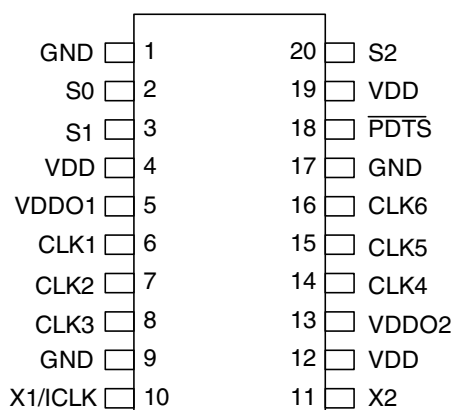 GND 1 20 S2
S0 2 19 VDD
S1 3 18 PDTS
VDD 4 17 GND
VDDO1 5 16 CLK6
CLK1 6 15 CLK5
CLK2 7 14 CLK4
CLK3 8 13 VDDO2
GND 9 12 VDD
X1/ICLK 10 11 X2